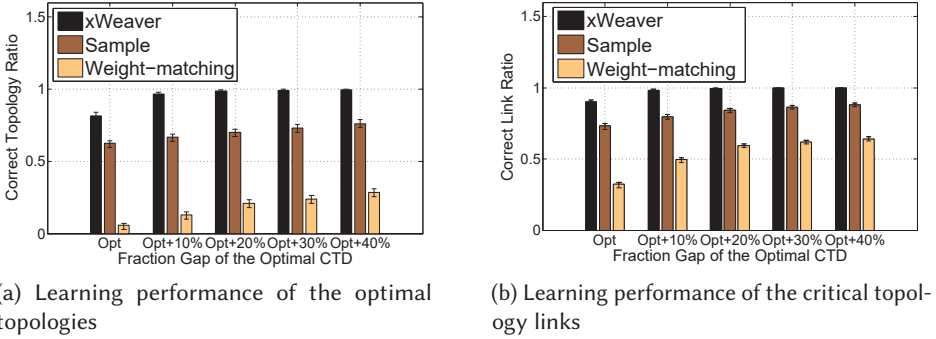 1.5
1
0.5
0
Correct Topology Ratio
xWeaver
Sample
Weight−matching
Opt Opt+10% Opt+20% Opt+30% Opt+40%
Fraction Gap of the Optimal CTD
(a) Learning performance of the optimal
topologies
1.5
1
0.5
0
Correct Link Ratio
xWeaver
Sample
Weight−matching
Opt Opt+10% Opt+20% Opt+30% Opt+40%
Fraction Gap of the Optimal CTD
(b) Learning performance of the critical topol-
ogy links